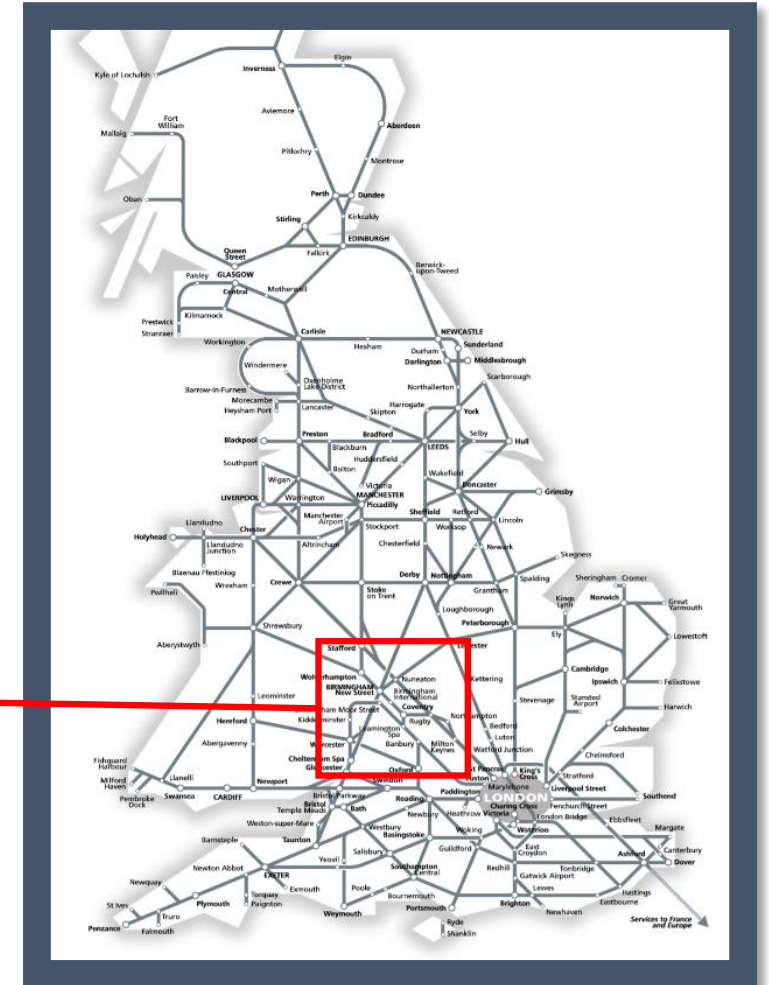 Elgin
Inverness
Kyle of Lochalsh
Aviemore
Fort
William
Mallaig
Aberdeen
Pitlochry
Montrose
Perth
Dundee
Oban
Stirling
Kirkcaldy
EDINBURGH
Queen
Street
Falkirk
GLASGOW
Central
Paisley
Motherwell
Berwick-
upon-Tweed
Prestwick
Kilmarnock
Stranraer
Carlisle
NEWCASTLE
Workington
Hexham
Sunderland
Durham
Darlington
Middlesbrough
Windermere
Scarborough
Oxenholme
Lake District
Northallerton
Barrow-in-Furness
Morecambe
Heysham Port
Lancaster
Harrogate
York
Skipton
Blackpool
Preston
Bradford
Selby
Hull
Blackburn
LEEDS
Huddersfield
Southport
Bolton
Wakefield
Wigan
Victoria
Doncaster
MANCHESTER
Piccadilly
Grimsby
LIVERPOOL
Warrington
Manchester
Airport
Sheffield
Retford
Llandudno
Chester
Stockport
Worksop
Lincoln
Holyhead
Llandudno
Junction
Altrincham
Chesterfield
Newark
Skegness
Blaenau Ffestiniog
Wrexham
Crewe
Stoke
on Trent
Derby
Nottingham
Grantham
Spalding
Sheringham
Cromer
Pwllheli
Kings
Lynn
Norwich
Great
Yarmouth
Loughborough
Peterborough
Aberystwyth
Shrewsbury
Ely
Lowestoft
Stafford
Leicester
Wolverhampton
Nuneaton
Kettering
Cambridge
BIRMINGHAM
New Street
Birmingham
International
Ipswich
Felixstowe
Leominster
Moor Street
Coventry
Stevenage
Stansted
Airport
Harwich
Kidderminster
Rugby
Northampton
Hereford
Leamington
Spa
Bedford
Colchester
Abergavenny
Worcester
Banbury
Milton
Keynes
Luton
Watford Junction
Chelmsford
Cheltenham Spa
Gloucester
Oxford
St Pancras
King's
Cross
Fishguard
Harbour
Swindon
Euston
Stratford
Milford
Haven
Llanelli
Newport
Paddington
Marylebone
Liverpool Street
Pembroke
Dock
Swansea
CARDIFF
Bristol Parkway
Reading
LONDON
Southend
Bristol
Temple Meads
Bath
Newbury
Heathrow
Victoria
Charing Cross
Fenchurch Street
London Bridge
Ebbsfleet
Weston-super-Mare
Westbury
Basingstoke
Woking
Waterloo
Margate
Barnstaple
Taunton
Salisbury
Guildford
East
Croydon
Canterbury
Newton Abbot
Yeovil
Southampton
Central
Redhill
Tonbridge
Ashford
Dover
EXETER
Gatwick Airport
Newquay
Exmouth
Poole
Bournemouth
Lewes
Hastings
St Ives
Plymouth
Torquay
Paignton
Portsmouth
Brighton
Eastbourne
Truro
Weymouth
Newhaven
Penzance
Falmouth
Ryde
Shanklin
Services to France
and Europe